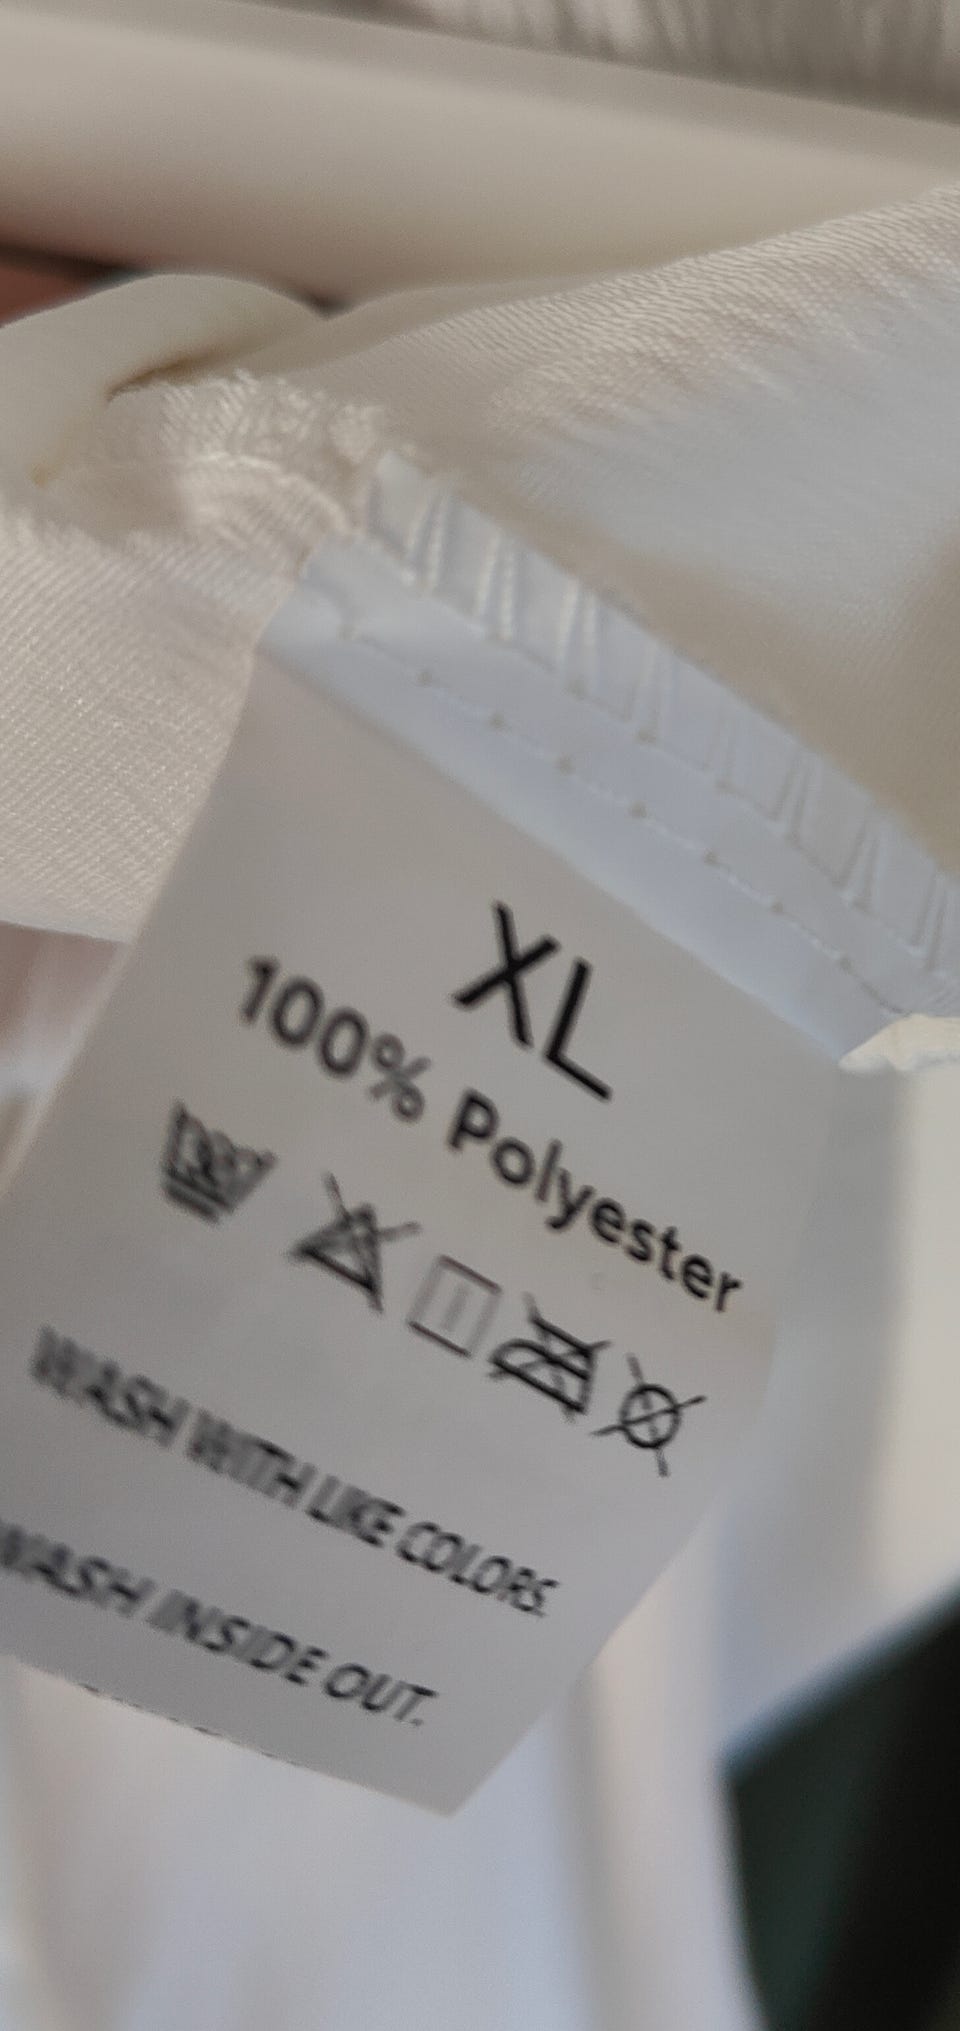 XL
100% Polyester
WASH WITH LIKE COLORS.
WASH INSIDE OUT.